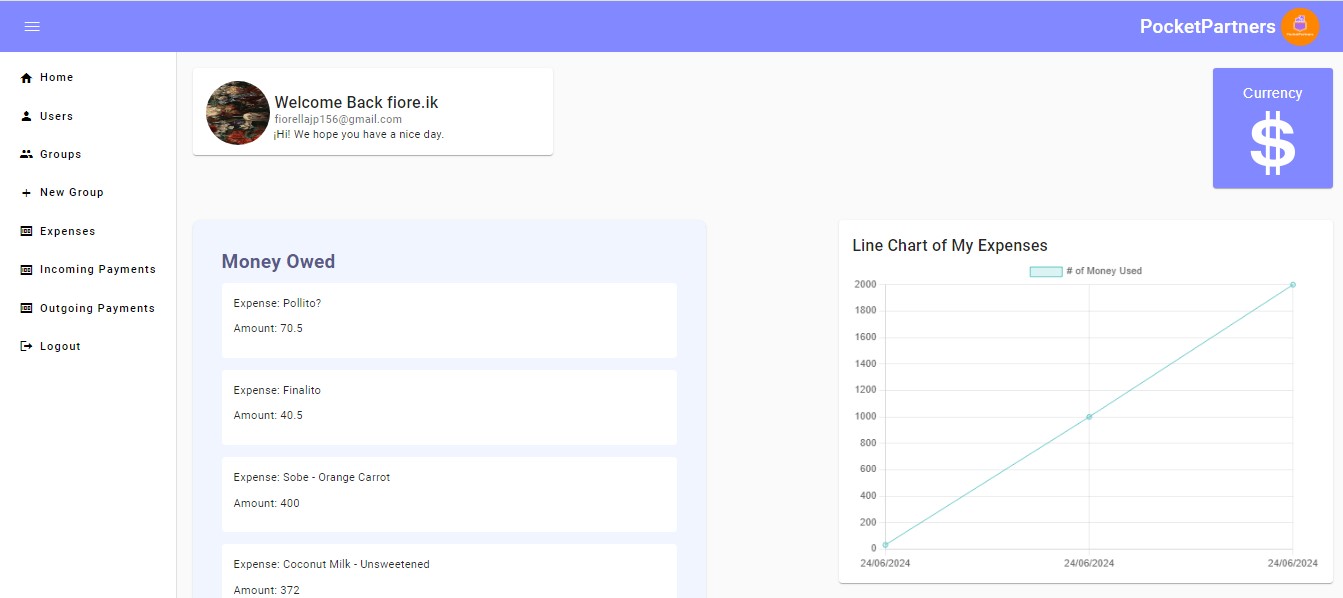 PocketPartners
Home
Users
Groups
New Group
Expenses
Incoming Payments
Outgoing Payments
Logout
Welcome Back fiore.ik
fiorellajp156@gmail.com
¡Hi! We hope you have a nice day.
Currency
$
Money Owed
Expense: Pollito?
Amount: 70.5
Expense: Finalito
Amount: 40.5
Expense: Sobe - Orange Carrot
Amount: 400
Expense: Coconut Milk - Unsweetened
Amount: 372
Line Chart of My Expenses
# of Money Used
2000
1800
1600
1400
1200
1000
800
600
400
200
0
24/06/2024 24/06/2024 24/06/2024